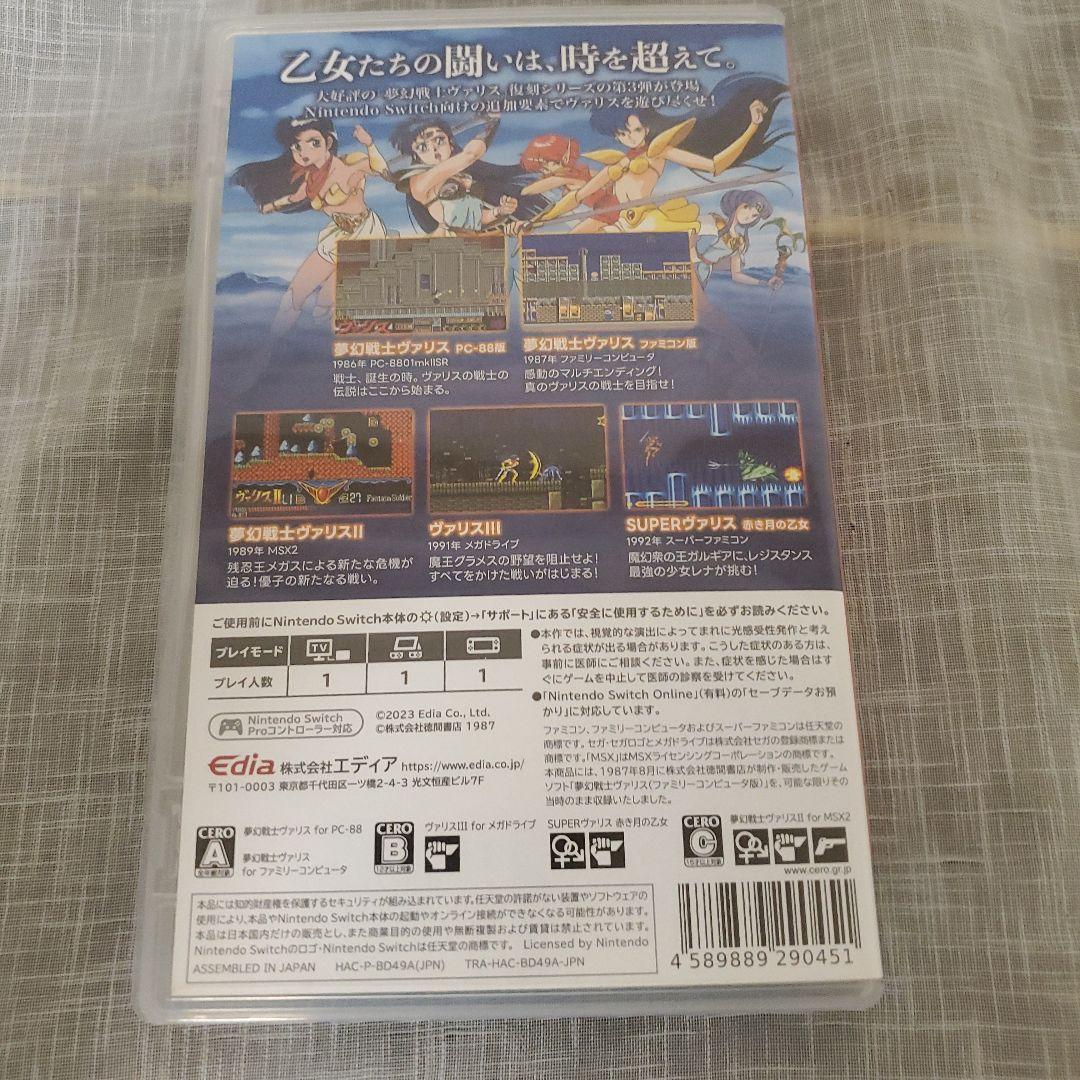 乙女たちの闘いは、時を超えて。
大好評の 夢幻戦士ヴァリス 復刻シリーズの第3弾が登場
Nintendo Switch向けの追加要素でヴァリスを遊び尽くせ!
夢幻戦士ヴァリス PC-88版
1986年 PC-8801mkIISR
戦士、誕生の時。ヴァリスの戦士の
伝説はここから始まる。
夢幻戦士ヴァリス ファミコン版
1987年 ファミリーコンピュータ
感動のマルチエンディング!
真のヴァリスの戦士を目指せ!
夢幻戦士ヴァリスII
1989年 MSX2
残忍王メガスによる新たな危機が
迫る!優子の新たなる戦い。
ヴァリスIII
1991年 メガドライブ
魔王グラメスの野望を阻止せよ!
すべてをかけた戦いがはじまる!
SUPERヴァリス 赤き月の乙女
1992年 スーパーファミコン
魔幻衆の王ガルギアに、レジスタンス
最強の少女レナが挑む!
ご使用前にNintendo Switch本体の(設定)→「サポート」にある「安全に使用するために」を必ずお読みください。
プレイモード TV
プレイ人数 1 1 1
●本作では、視覚的な演出によってまれに光感受性発作と考え
られる症状が出る場合があります。こうした症状のある方は、
事前に医師にご相談ください。また、症状を感じた場合はす
ぐにゲームを中止して医師の診察を受けてください。
●「Nintendo Switch Online」(有料)の「セーブデータお預
かり」に対応しています。
Nintendo Switch
Proコントローラー対応
©2023 Edia Co., Ltd.
©株式会社徳間書店 1987
Edia 株式会社エディア https://www.edia.co.jp/
〒101-0003 東京都千代田区一ツ橋2-4-3 光文恒産ビル7F
ファミコン、ファミリーコンピュータおよびスーパーファミコンは任天堂の
商標です。セガ・セガロゴとメガドライブは株式会社セガの登録商標または
商標です。「MSX」はMSXライセンシングコーポレーションの商標です。
本商品には、1987年8月に株式会社徳間書店が制作・販売したゲーム
ソフト「夢幻戦士ヴァリス(ファミリーコンピュータ版)」を、可能な限りその
当時のまま収録いたしました。
CERO A 全年齢対象
夢幻戦士ヴァリス for PC-88
夢幻戦士ヴァリス
for ファミリーコンピュータ
CERO B 12才以上対象
ヴァリスIII for メガドライブ
SUPERヴァリス 赤き月の乙女
CERO C 15才以上対象
夢幻戦士ヴァリスII for MSX2
www.cero.gr.jp
本品には知的財産権を保護するセキュリティが組み込まれています。任天堂の許諾がない装置やソフトウェアの
使用により、本品やNintendo Switch本体の起動やオンライン接続ができなくなる可能性があります。
本品は日本国内だけの販売とし、また商業目的の使用や無断複製および賃貸は禁止されています。
Nintendo Switchのロゴ・Nintendo Switchは任天堂の商標です。 Licensed by Nintendo
ASSEMBLED IN JAPAN HAC-P-BD49A(JPN) TRA-HAC-BD49A-JPN
4 589889 290451